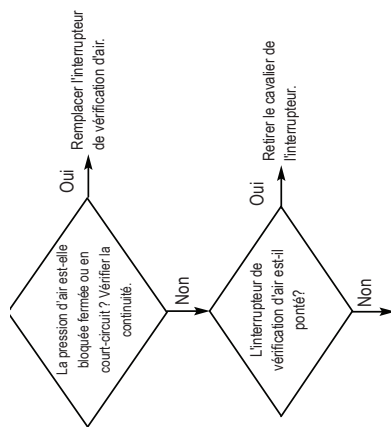 La pression d'air est-elle
bloquée fermée ou en
court-circuit ? Vérifier la
continuité.
Oui
Remplacer l'interrupteur
de vérification d'air.
Non
L'interrupteur de
vérification d'air est-il
ponté?
Oui
Retirer le cavalier de
l'interrupteur.
Non